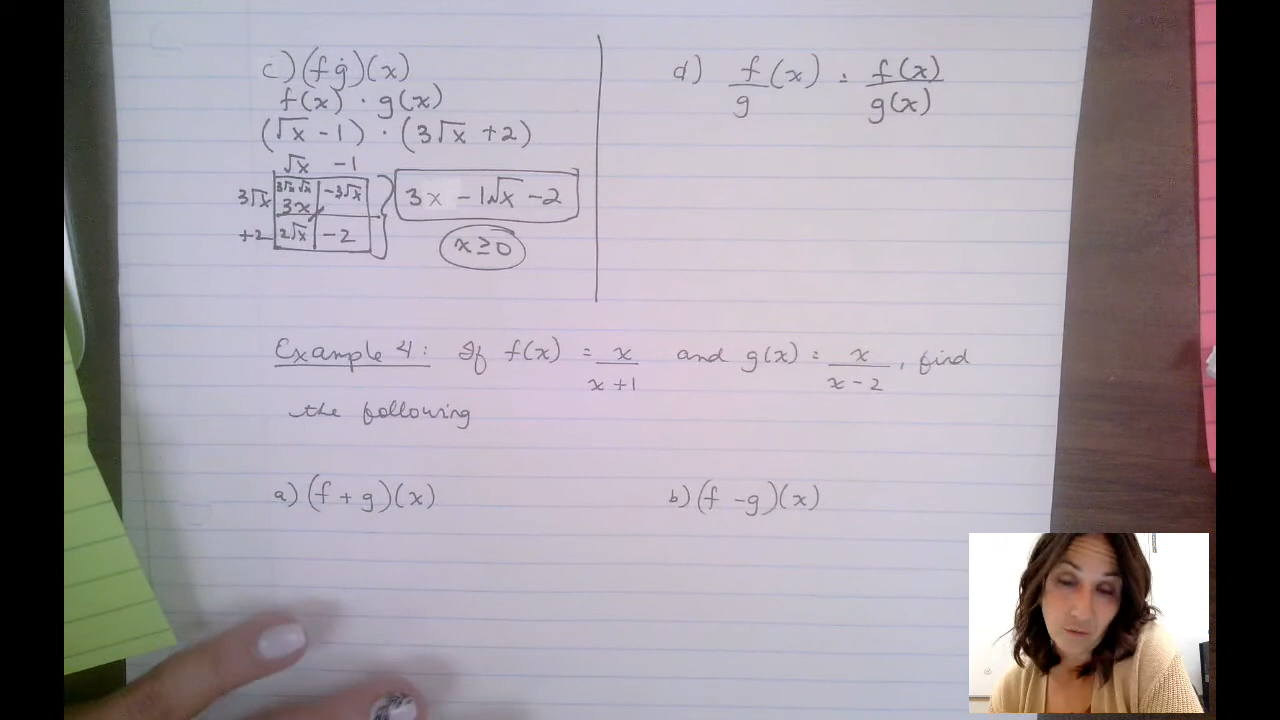 c) (f·g)(x)
f(x) · g(x)
(√x - 1) · (3√x + 2)
√x -1
3√x 3√x√x -3√x
3x
+2 2√x -2
3x - 1√x - 2
x ≥ 0
d) f/g (x) = f(x)/g(x)
Example 4: If f(x) = x/(x+1) and g(x) = x/(x-2), find
the following
a) (f + g)(x)
b) (f - g)(x)